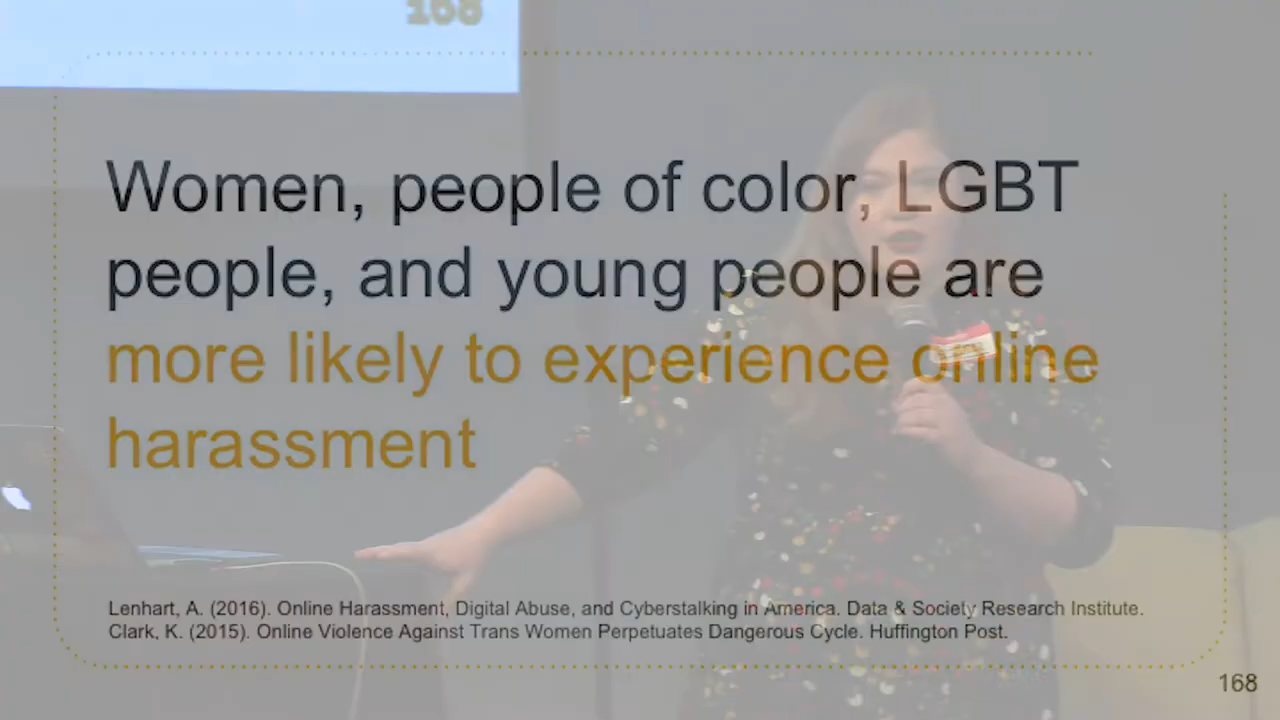 168
Women, people of color, LGBT
people, and young people are
more likely to experience online
harassment
Lenhart, A. (2016). Online Harassment, Digital Abuse, and Cyberstalking in America. Data & Society Research Institute.
Clark, K. (2015). Online Violence Against Trans Women Perpetuates Dangerous Cycle. Huffington Post.
168